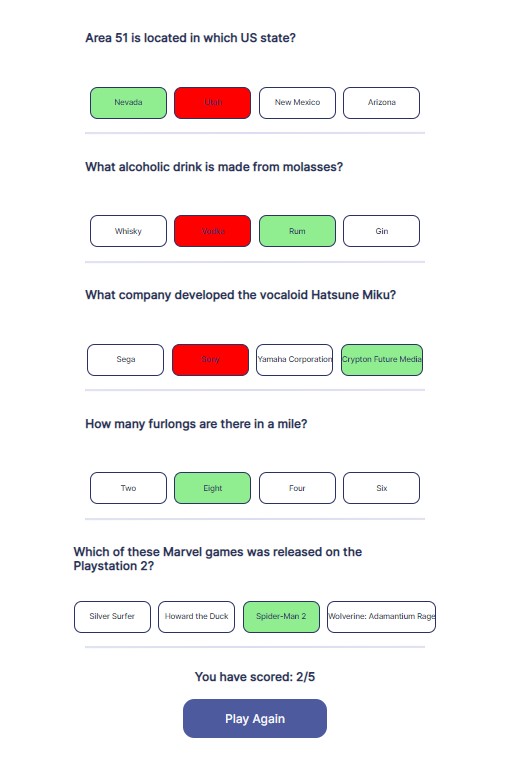 Area 51 is located in which US state?
Nevada Utah New Mexico Arizona
What alcoholic drink is made from molasses?
Whisky Vodka Rum Gin
What company developed the vocaloid Hatsune Miku?
Sega Sony Yamaha Corporation Crypton Future Media
How many furlongs are there in a mile?
Two Eight Four Six
Which of these Marvel games was released on the
Playstation 2?
Silver Surfer Howard the Duck Spider-Man 2 Wolverine: Adamantium Rage
You have scored: 2/5
Play Again